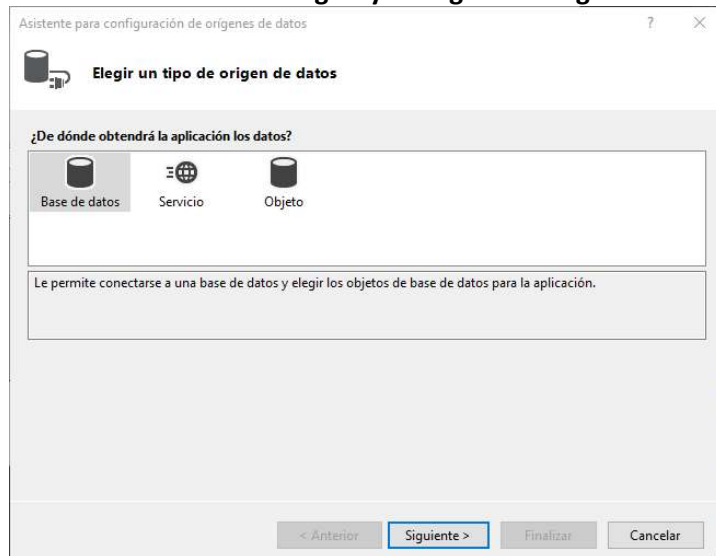 Asistente para configuración de orígenes de datos ? ×
Elegir un tipo de origen de datos
¿De dónde obtendrá la aplicación los datos?
Base de datos Servicio Objeto
Le permite conectarse a una base de datos y elegir los objetos de base de datos para la aplicación.
< Anterior Siguiente > Finalizar Cancelar